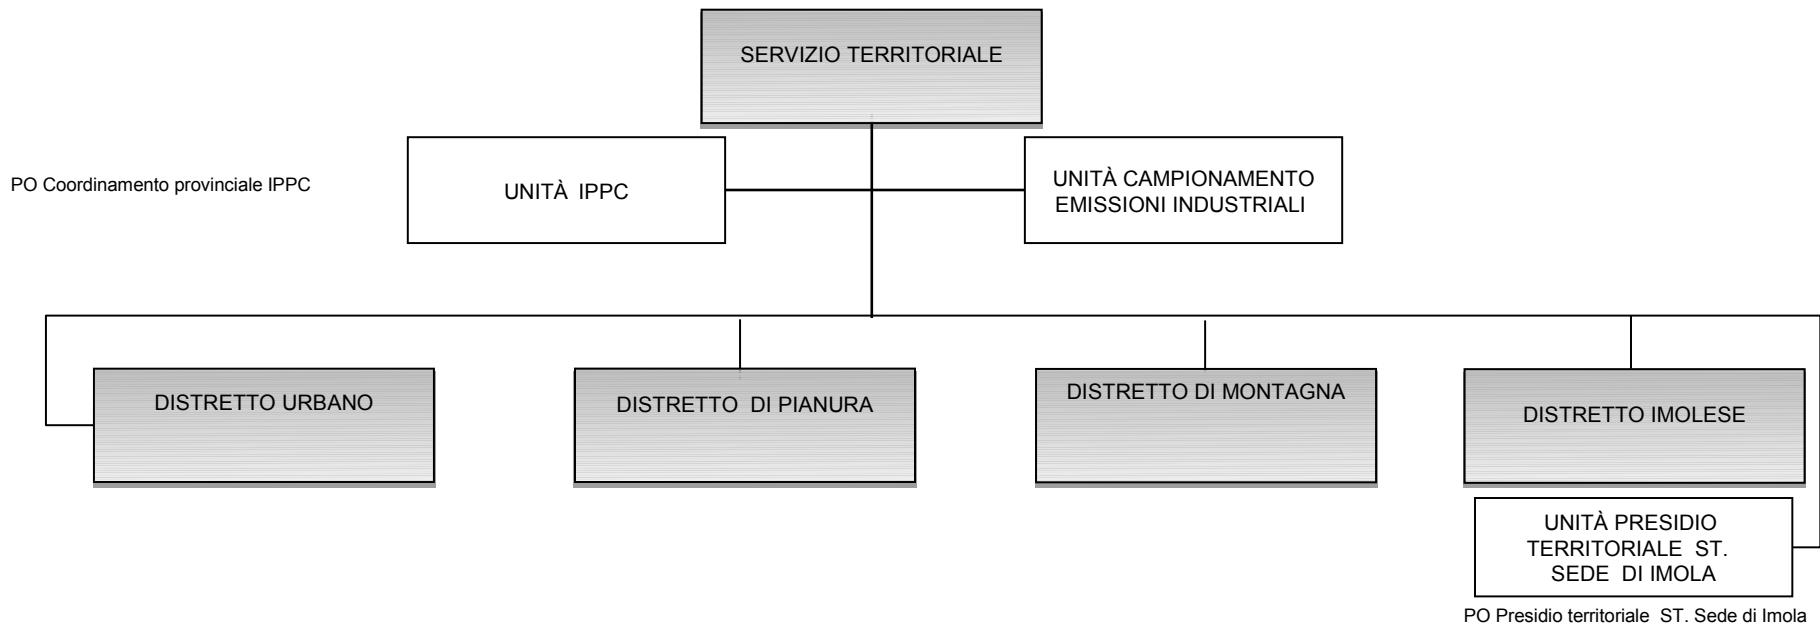 SERVIZIO TERRITORIALE
PO Coordinamento provinciale IPPC
UNITÀ IPPC
UNITÀ CAMPIONAMENTO
EMISSIONI INDUSTRIALI
DISTRETTO URBANO
DISTRETTO DI PIANURA
DISTRETTO DI MONTAGNA
DISTRETTO IMOLESE
UNITÀ PRESIDIO
TERRITORIALE ST.
SEDE DI IMOLA
PO Presidio territoriale ST. Sede di Imola